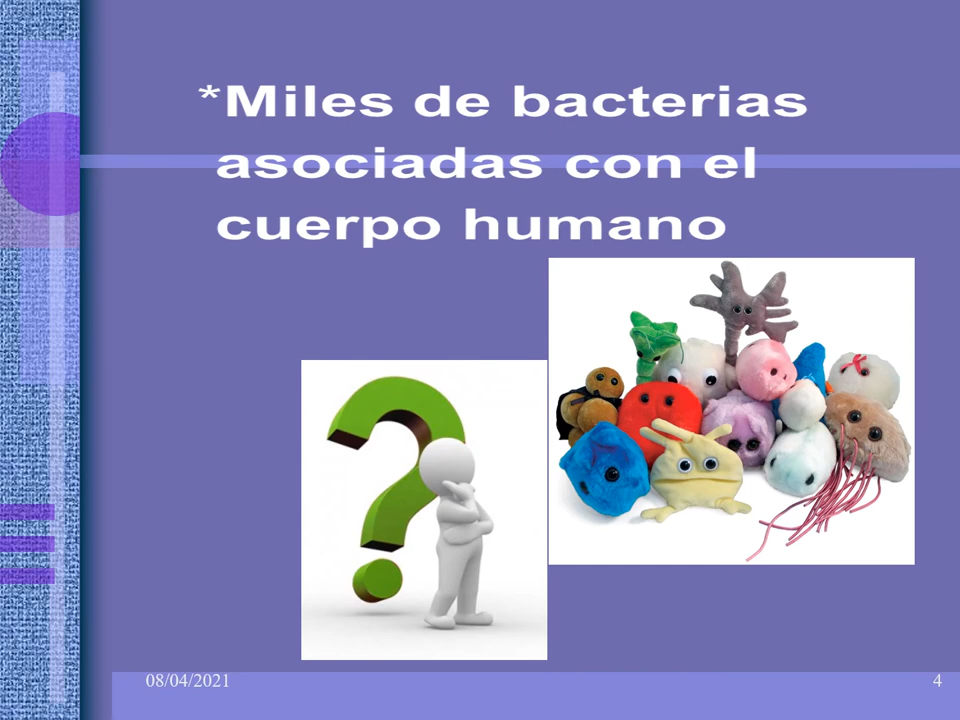 *Miles de bacterias
asociadas con el
cuerpo humano
08/04/2021
4